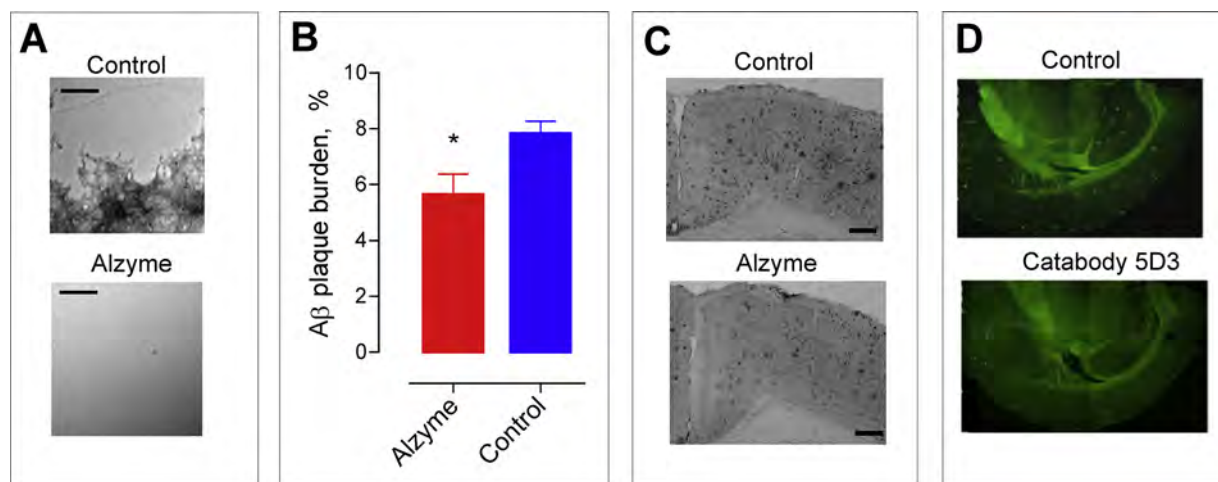 A
Control
Alzyme
B
Aβ plaque burden, %
10
8
6
4
2
0
*
Alzyme
Control
C
Control
Alzyme
D
Control
Catabody 5D3